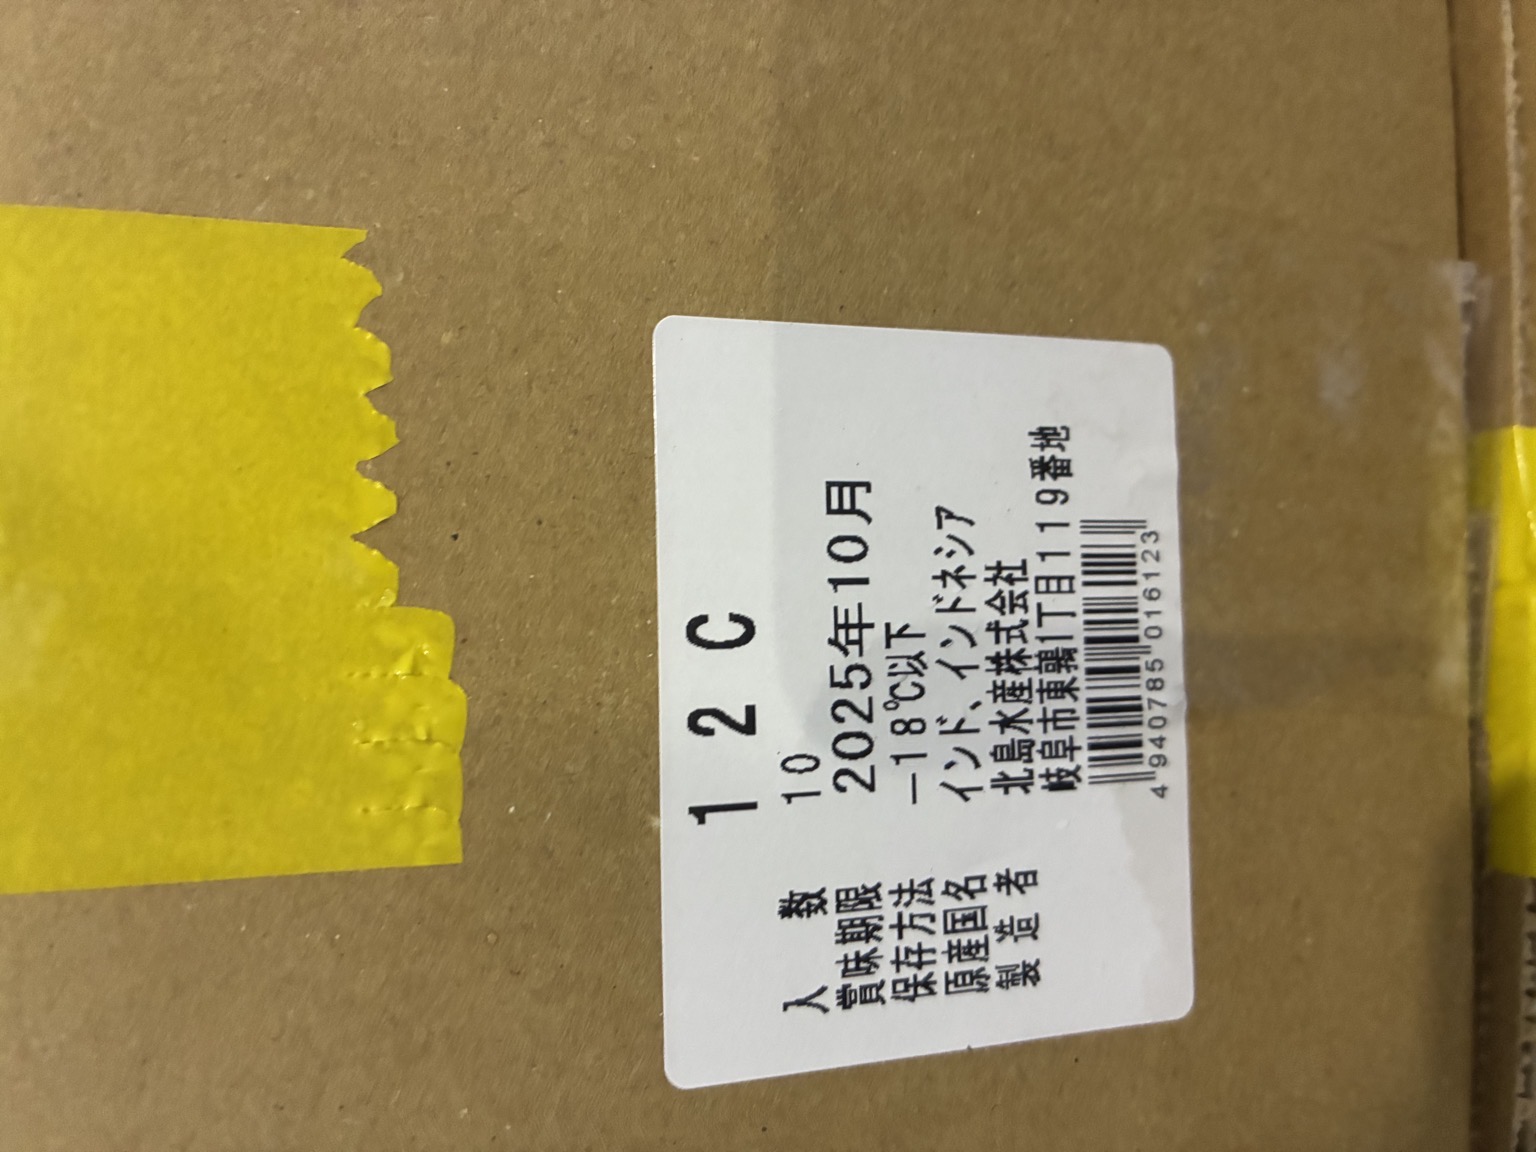 12C
入数 10
賞味期限 2025年10月
保存方法 －18℃以下
原産国名 インド、インドネシア
製造者 北島水産株式会社
岐阜市東鶉1丁目119番地
4940785016123